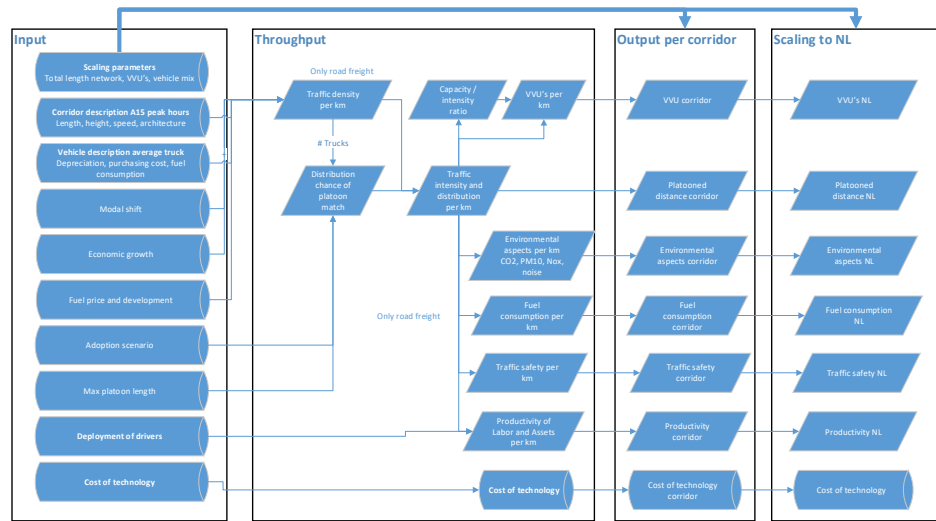 Input
Scaling parameters
Total length network, VVU's, vehicle mix
Corridor description A15 peak hours
Length, height, speed, architecture
Vehicle description average truck
Depreciation, purchasing cost, fuel
consumption
Modal shift
Economic growth
Fuel price and development
Adoption scenario
Max platoon length
Deployment of drivers
Cost of technology
Throughput
Only road freight
Traffic density
per km
# Trucks
Distribution chance of
platoon match
Capacity /
intensity
ratio
VVU's per
km
Traffic
intensity and
distribution
per km
Environmental
aspects per km
CO2, PM10, Nox,
noise
Only road freight
Fuel
consumption per
km
Traffic safety per
km
Productivity of
Labor and Assets
per km
Cost of technology
Output per corridor
VVU corridor
Platooned
distance corridor
Environmental
aspects corridor
Fuel
consumption
corridor
Traffic safety
corridor
Productivity
corridor
Cost of technology
corridor
Scaling to NL
VVU's NL
Platooned
distance NL
Environmental
aspects NL
Fuel consumption
NL
Traffic safety NL
Productivity NL
Cost of technology